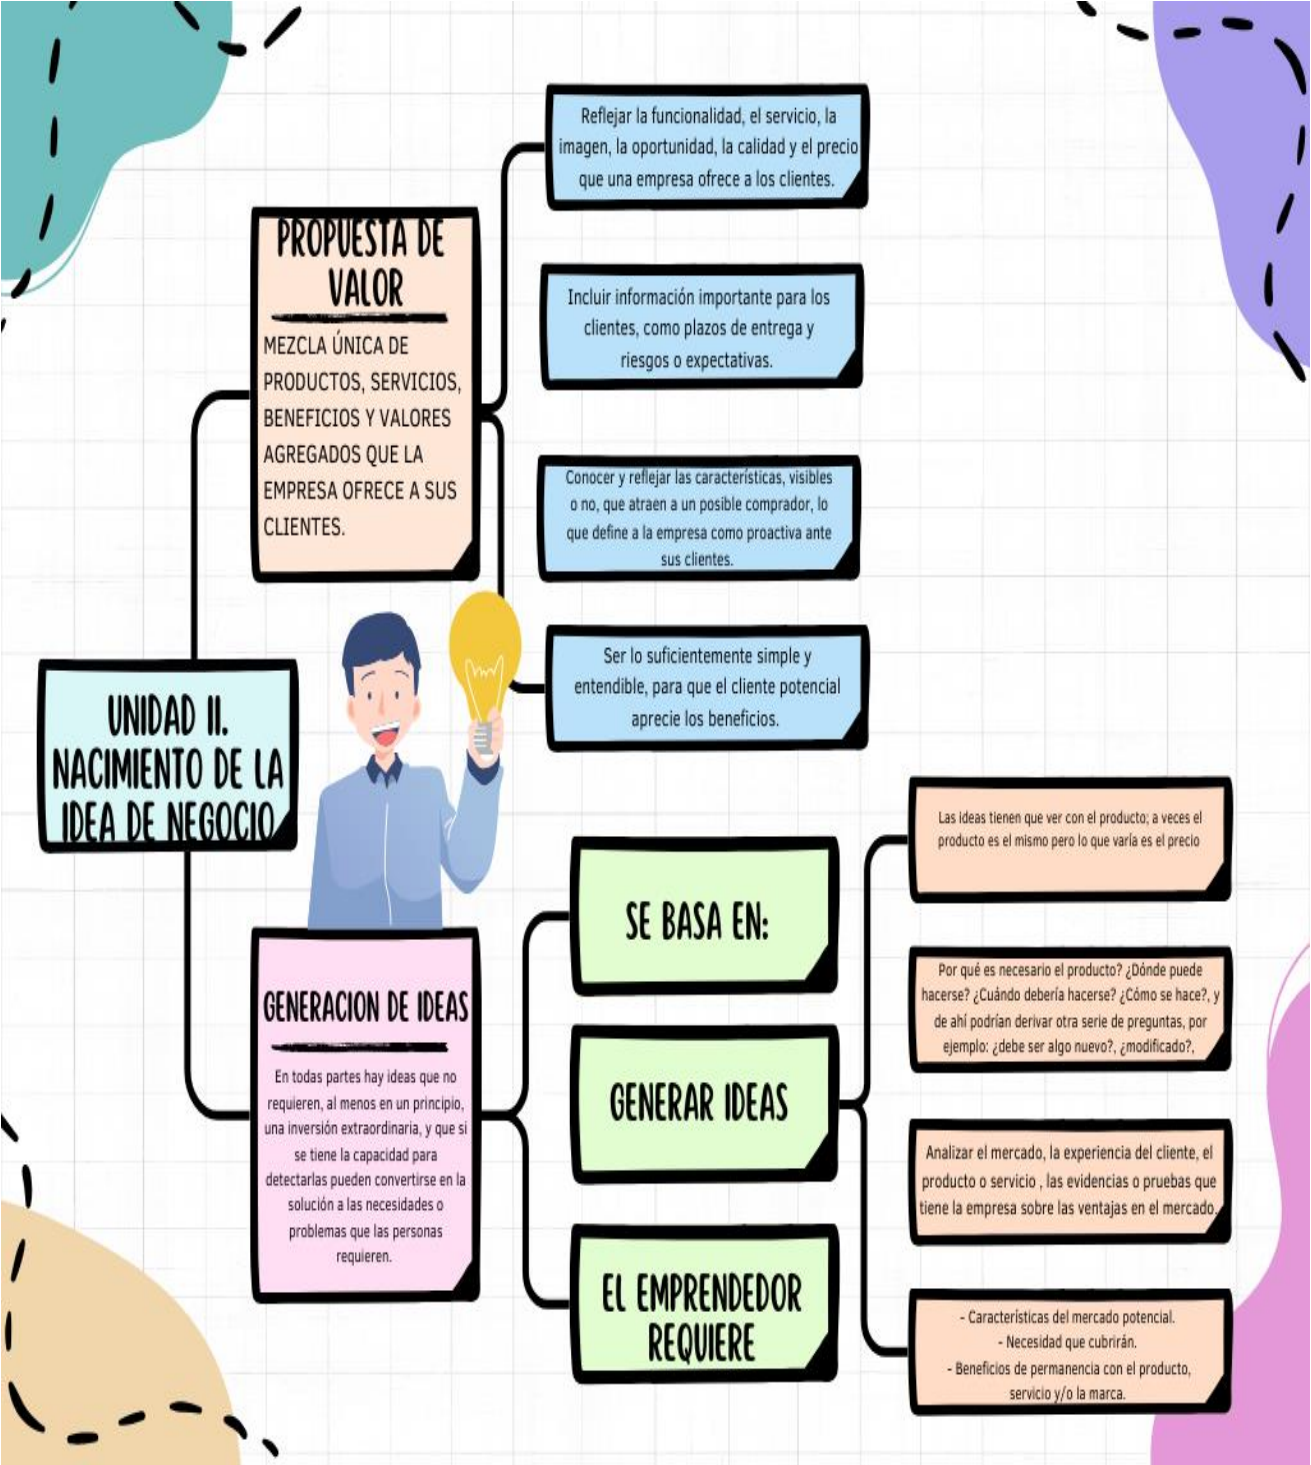 UNIDAD II.
NACIMIENTO DE LA
IDEA DE NEGOCIO
PROPUESTA DE
VALOR
MEZCLA ÚNICA DE
PRODUCTOS, SERVICIOS,
BENEFICIOS Y VALORES
AGREGADOS QUE LA
EMPRESA OFRECE A SUS
CLIENTES.
Reflejar la funcionalidad, el servicio, la
imagen, la oportunidad, la calidad y el precio
que una empresa ofrece a los clientes.
Incluir información importante para los
clientes, como plazos de entrega y
riesgos o expectativas.
Conocer y reflejar las características, visibles
o no, que atraen a un posible comprador, lo
que define a la empresa como proactiva ante
sus clientes.
Ser lo suficientemente simple y
entendible, para que el cliente potencial
aprecie los beneficios.
GENERACION DE IDEAS
En todas partes hay ideas que no
requieren, al menos en un principio,
una inversión extraordinaria, y que si
se tiene la capacidad para
detectarlas pueden convertirse en la
solución a las necesidades o
problemas que las personas
requieren.
SE BASA EN:
GENERAR IDEAS
EL EMPRENDEDOR
REQUIERE
Las ideas tienen que ver con el producto; a veces el
producto es el mismo pero lo que varía es el precio
Por qué es necesario el producto? ¿Dónde puede
hacerse? ¿Cuándo debería hacerse? ¿Cómo se hace?, y
de ahí podrían derivar otra serie de preguntas, por
ejemplo: ¿debe ser algo nuevo?, ¿modificado?,
Analizar el mercado, la experiencia del cliente, el
producto o servicio , las evidencias o pruebas que
tiene la empresa sobre las ventajas en el mercado.
- Características del mercado potencial.
- Necesidad que cubrirán.
- Beneficios de permanencia con el producto,
servicio y/o la marca.